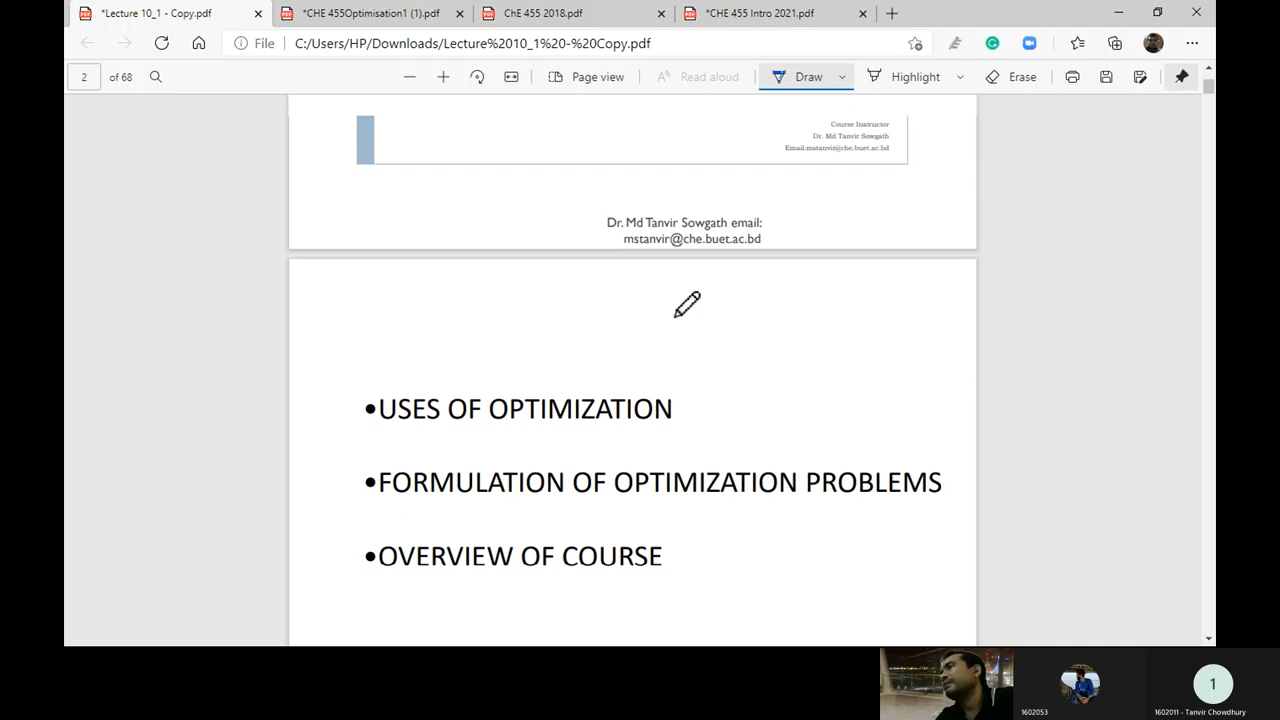 *Lecture 10_1 - Copy.pdf
*CHE 455Optimisation1 (1).pdf
ChE 455 2018.pdf
*CHE 455 Intro 2021.pdf
File
C:/Users/HP/Downloads/Lecture%2010_1%20-%20Copy.pdf
2 of 68
Page view
Read aloud
Draw
Highlight
Erase
Course Instructor
Dr. Md Tanvir Sowgath
Email:mstanvir@che.buet.ac.bd
Dr. Md Tanvir Sowgath email:
mstanvir@che.buet.ac.bd
•USES OF OPTIMIZATION
•FORMULATION OF OPTIMIZATION PROBLEMS
•OVERVIEW OF COURSE
1
1602053
1602011 - Tanvir Chowdhury